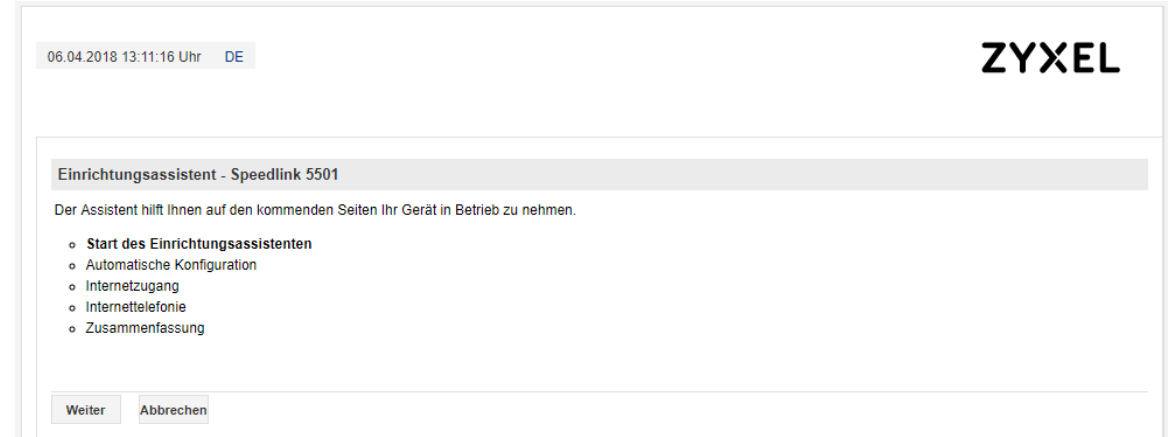 06.04.2018 13:11:16 Uhr DE
ZYXEL
Einrichtungsassistent - Speedlink 5501
Der Assistent hilft Ihnen auf den kommenden Seiten Ihr Gerät in Betrieb zu nehmen.
Start des Einrichtungsassistenten
Automatische Konfiguration
Internetzugang
Internettelefonie
Zusammenfassung
Weiter Abbrechen